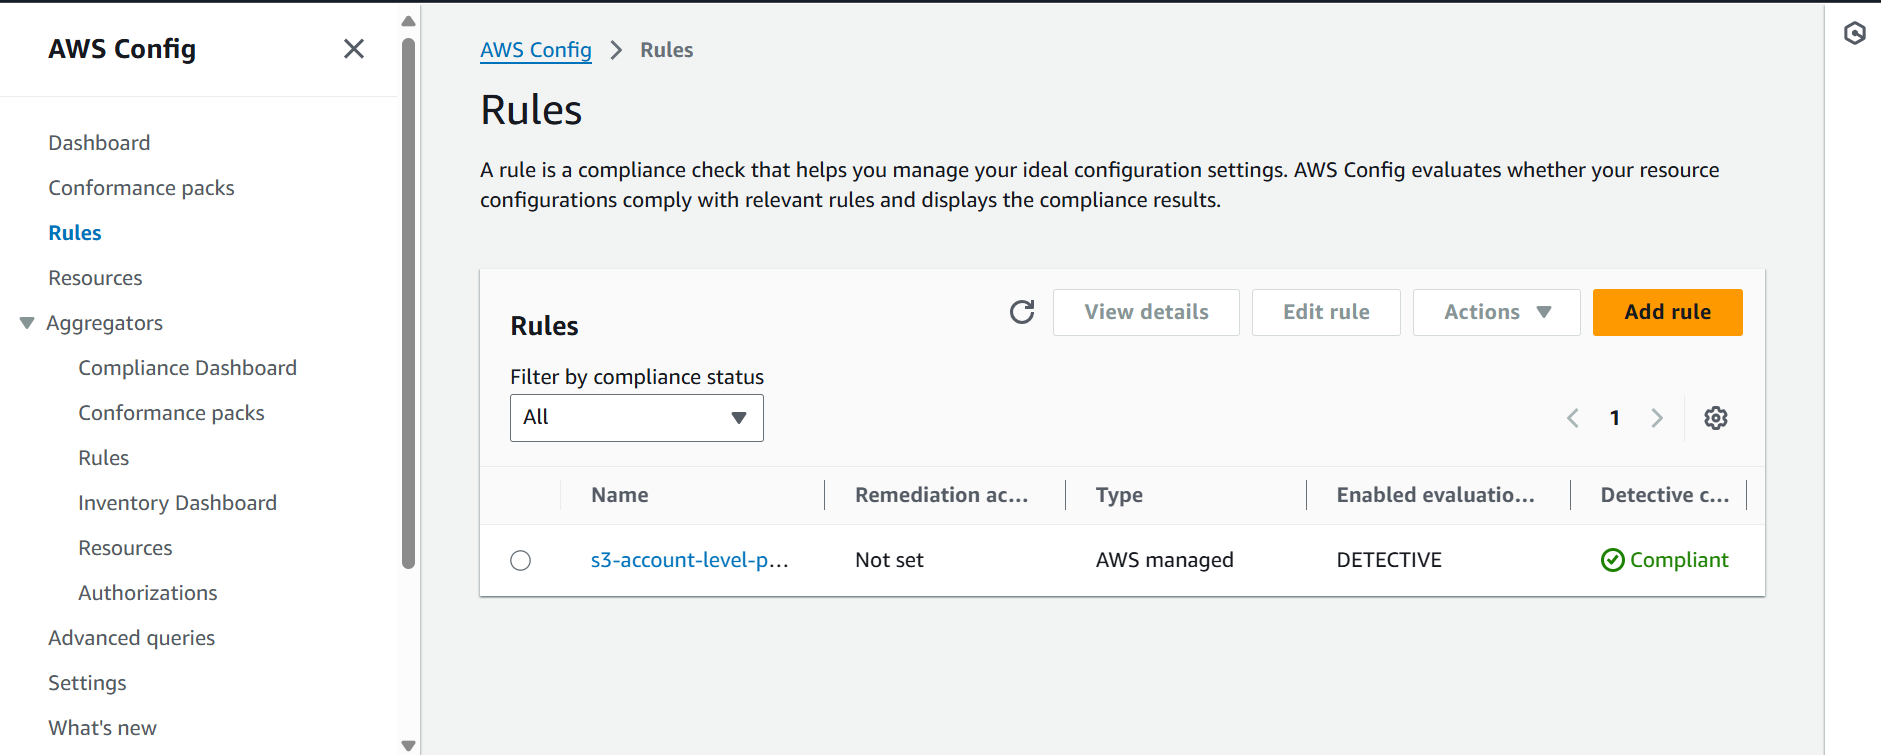 AWS Config
Dashboard
Conformance packs
Rules
Resources
Aggregators
Compliance Dashboard
Conformance packs
Rules
Inventory Dashboard
Resources
Authorizations
Advanced queries
Settings
What's new
AWS Config > Rules
Rules
A rule is a compliance check that helps you manage your ideal configuration settings. AWS Config evaluates whether your resource
configurations comply with relevant rules and displays the compliance results.
Rules
View details
Edit rule
Actions
Add rule
Filter by compliance status
All
1
Name Remediation ac... Type Enabled evaluatio... Detective c...
s3-account-level-p... Not set AWS managed DETECTIVE Compliant